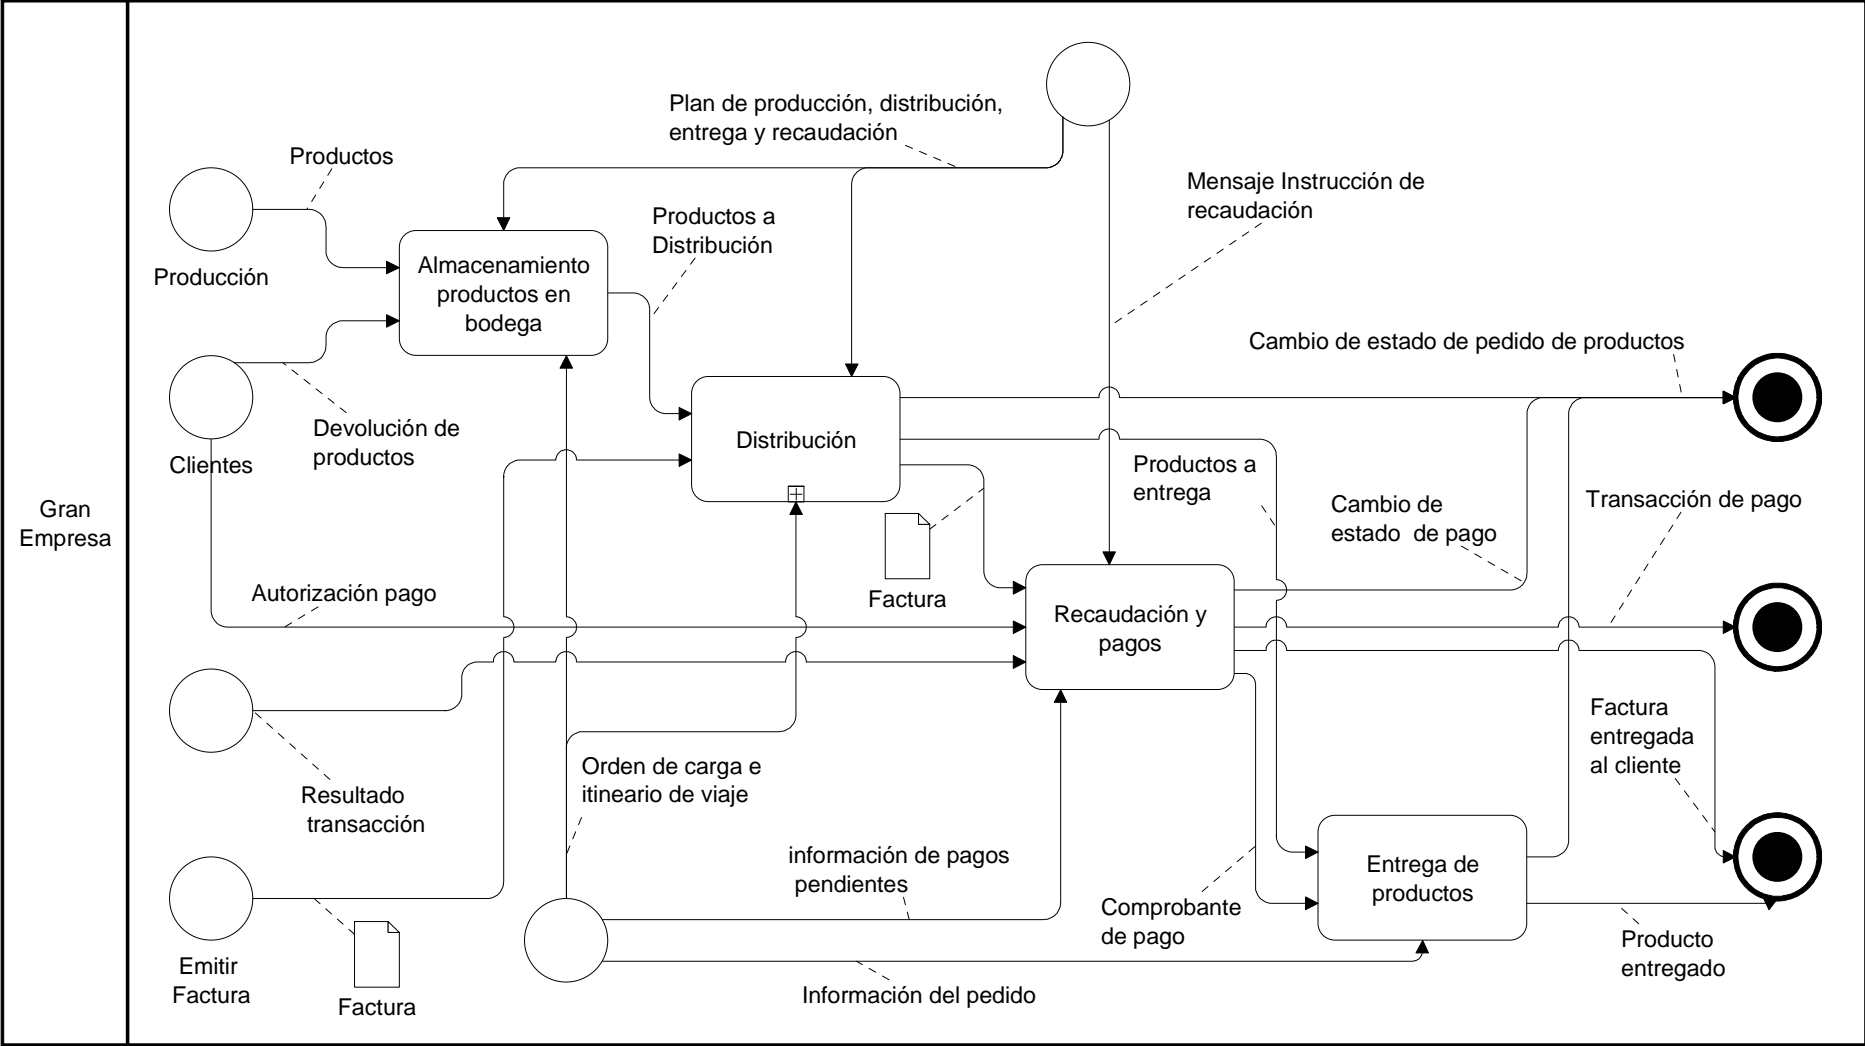 Gran
Empresa
Plan de producción, distribución,
entrega y recaudación
Productos
Mensaje Instrucción de
recaudación
Productos a
Distribución
Producción
Almacenamiento
productos en
bodega
Cambio de estado de pedido de productos
Devolución de
productos
Clientes
Distribución
Productos a
entrega
Cambio de
estado  de pago
Transacción de pago
Autorización pago
Factura
Recaudación y
pagos
Factura
entregada
al cliente
Orden de carga e
itineario de viaje
Resultado
transacción
información de pagos
pendientes
Entrega de
productos
Comprobante
de pago
Producto
entregado
Emitir
Factura
Factura
Información del pedido